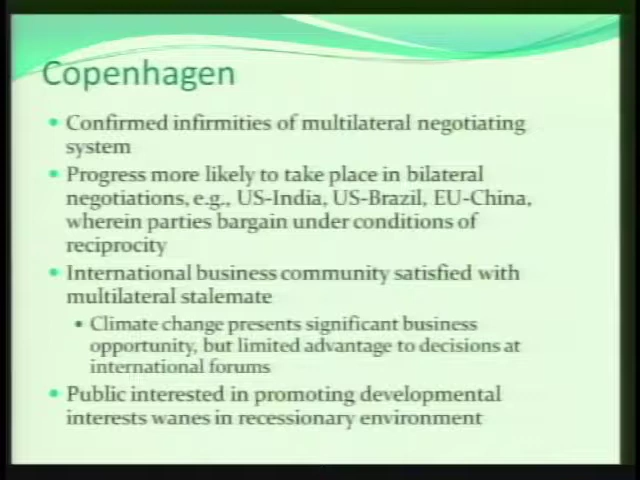 Copenhagen
• Confirmed infirmities of multilateral negotiating
system
• Progress more likely to take place in bilateral
negotiations, e.g., US-India, US-Brazil, EU-China,
wherein parties bargain under conditions of
reciprocity
• International business community satisfied with
multilateral stalemate
• Climate change presents significant business
opportunity, but limited advantage to decisions at
international forums
• Public interested in promoting developmental
interests wanes in recessionary environment